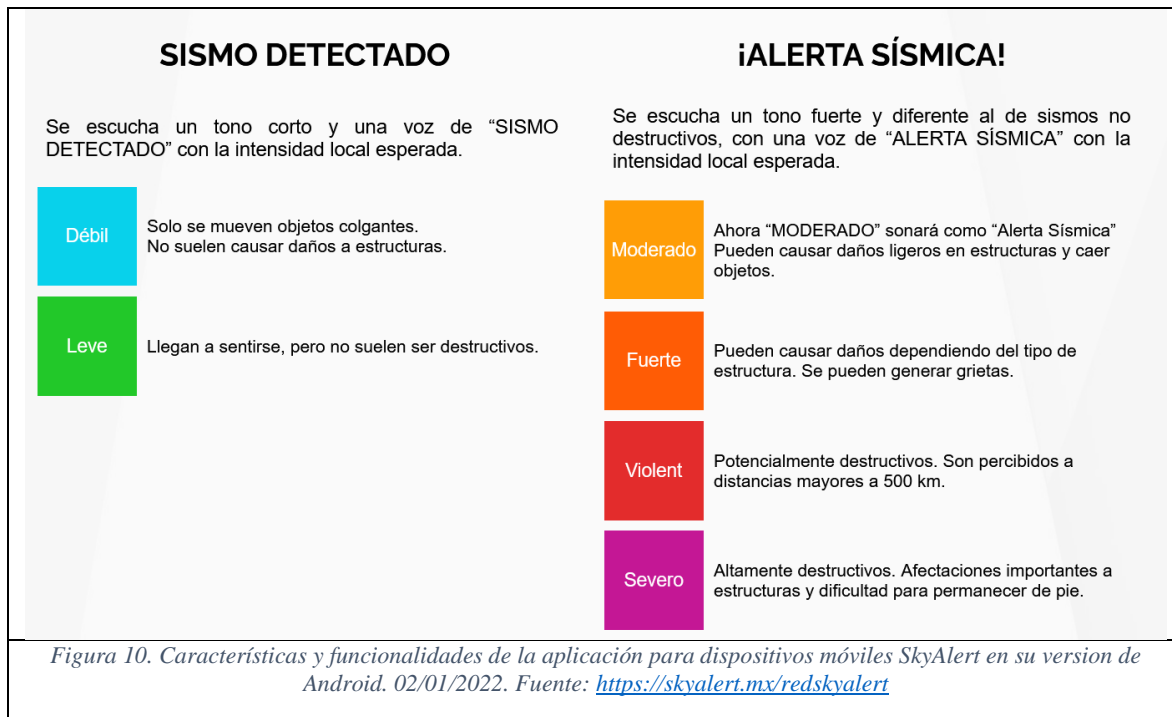 SISMO DETECTADO
Se escucha un tono corto y una voz de “SISMO
DETECTADO” con la intensidad local esperada.
Débil
Solo se mueven objetos colgantes.
No suelen causar daños a estructuras.
Leve
Llegan a sentirse, pero no suelen ser destructivos.
¡ALERTA SÍSMICA!
Se escucha un tono fuerte y diferente al de sismos no
destructivos, con una voz de “ALERTA SÍSMICA” con la
intensidad local esperada.
Moderado
Ahora “MODERADO” sonará como “Alerta Sísmica”
Pueden causar daños ligeros en estructuras y caer
objetos.
Fuerte
Pueden causar daños dependiendo del tipo de
estructura. Se pueden generar grietas.
Violent
Potencialmente destructivos. Son percibidos a
distancias mayores a 500 km.
Severo
Altamente destructivos. Afectaciones importantes a
estructuras y dificultad para permanecer de pie.
Figura 10. Características y funcionalidades de la aplicación para dispositivos móviles SkyAlert en su version de
Android. 02/01/2022. Fuente: https://skyalert.mx/redskyalert